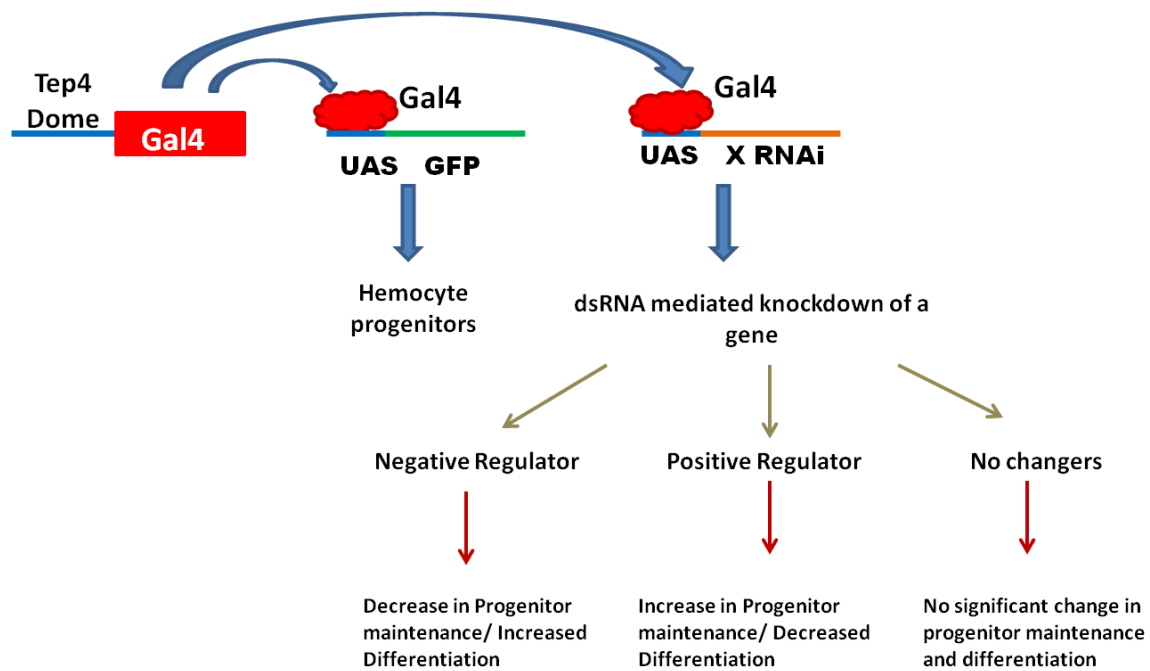 Tep4
Dome
Gal4
Gal4
UAS GFP
Gal4
UAS X RNAi
Hemocyte
progenitors
dsRNA mediated knockdown of a
gene
Negative Regulator
Positive Regulator
No changers
Decrease in Progenitor
maintenance/ Increased
Differentiation
Increase in Progenitor
maintenance/ Decreased
Differentiation
No significant change in
progenitor maintenance
and differentiation